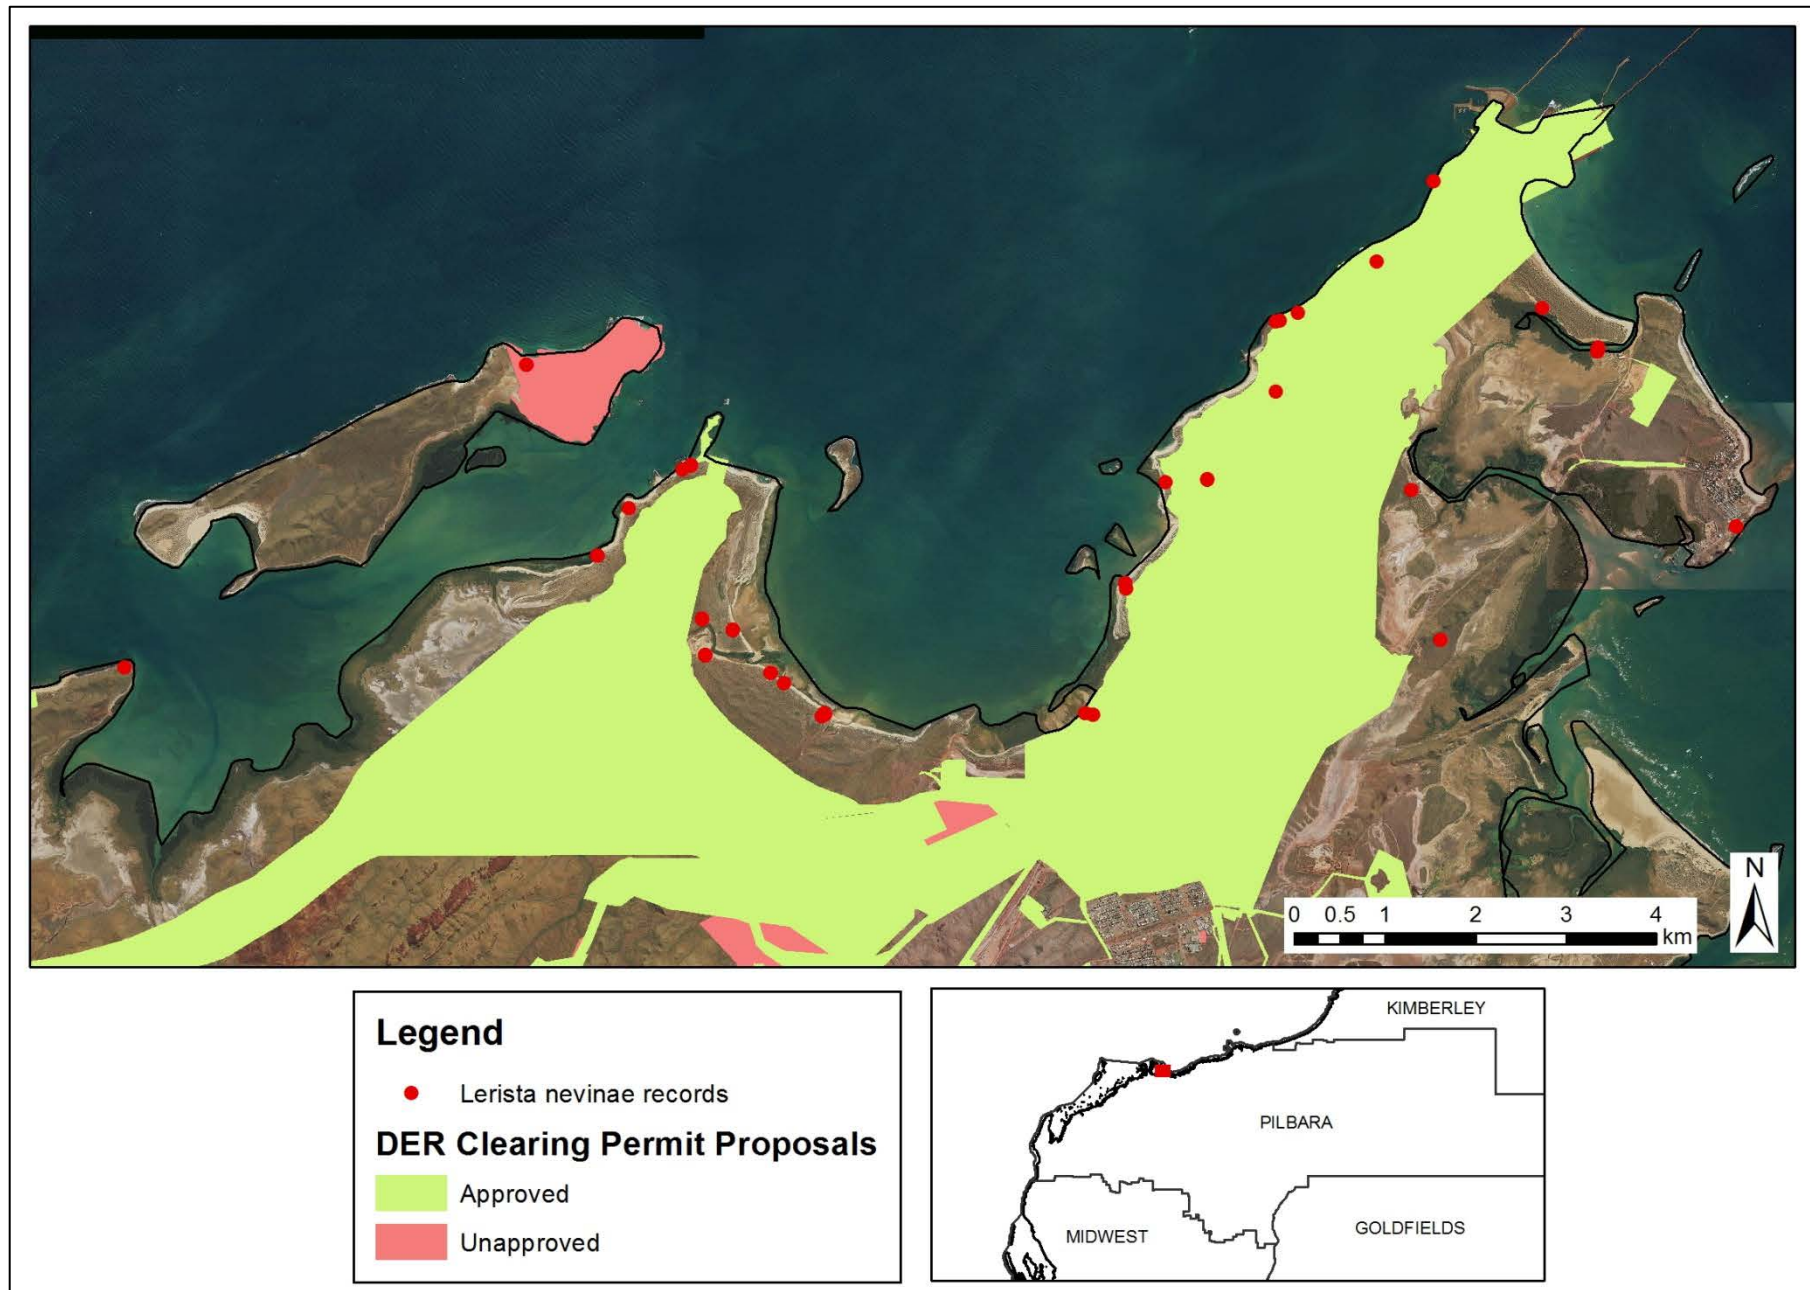 N
0 0.5 1 2 3 4
km
Legend
Lerista nevinae records
DER Clearing Permit Proposals
Approved
Unapproved
KIMBERLEY
PILBARA
MIDWEST
GOLDFIELDS